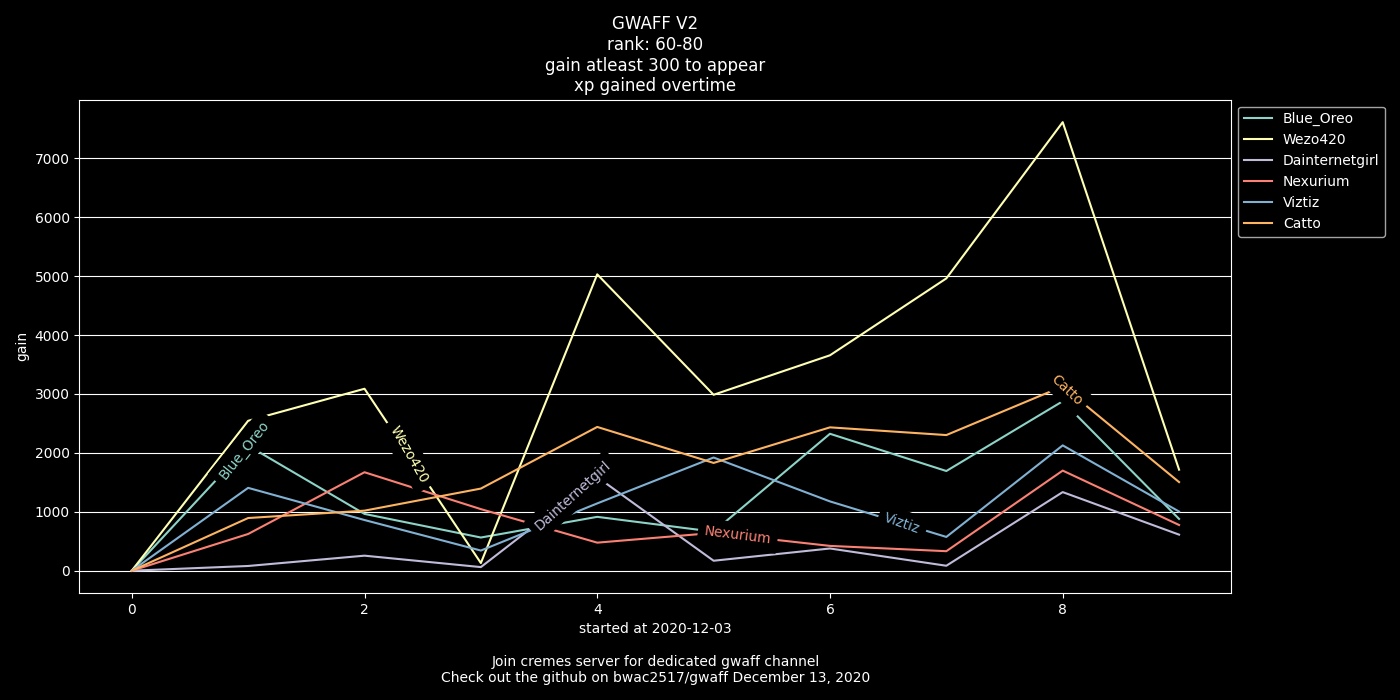 GWAFF V2
rank: 60-80
gain atleast 300 to appear
xp gained overtime
Blue_Oreo
Wezo420
Dainternetgirl
Nexurium
Viztiz
Catto
gain
7000
6000
5000
4000
3000
2000
1000
0
Blue_Oreo
Wezo420
Dainternetgirl
Nexurium
Viztiz
Catto
0 2 4 6 8
started at 2020-12-03
Join cremes server for dedicated gwaff channel
Check out the github on bwac2517/gwaff December 13, 2020